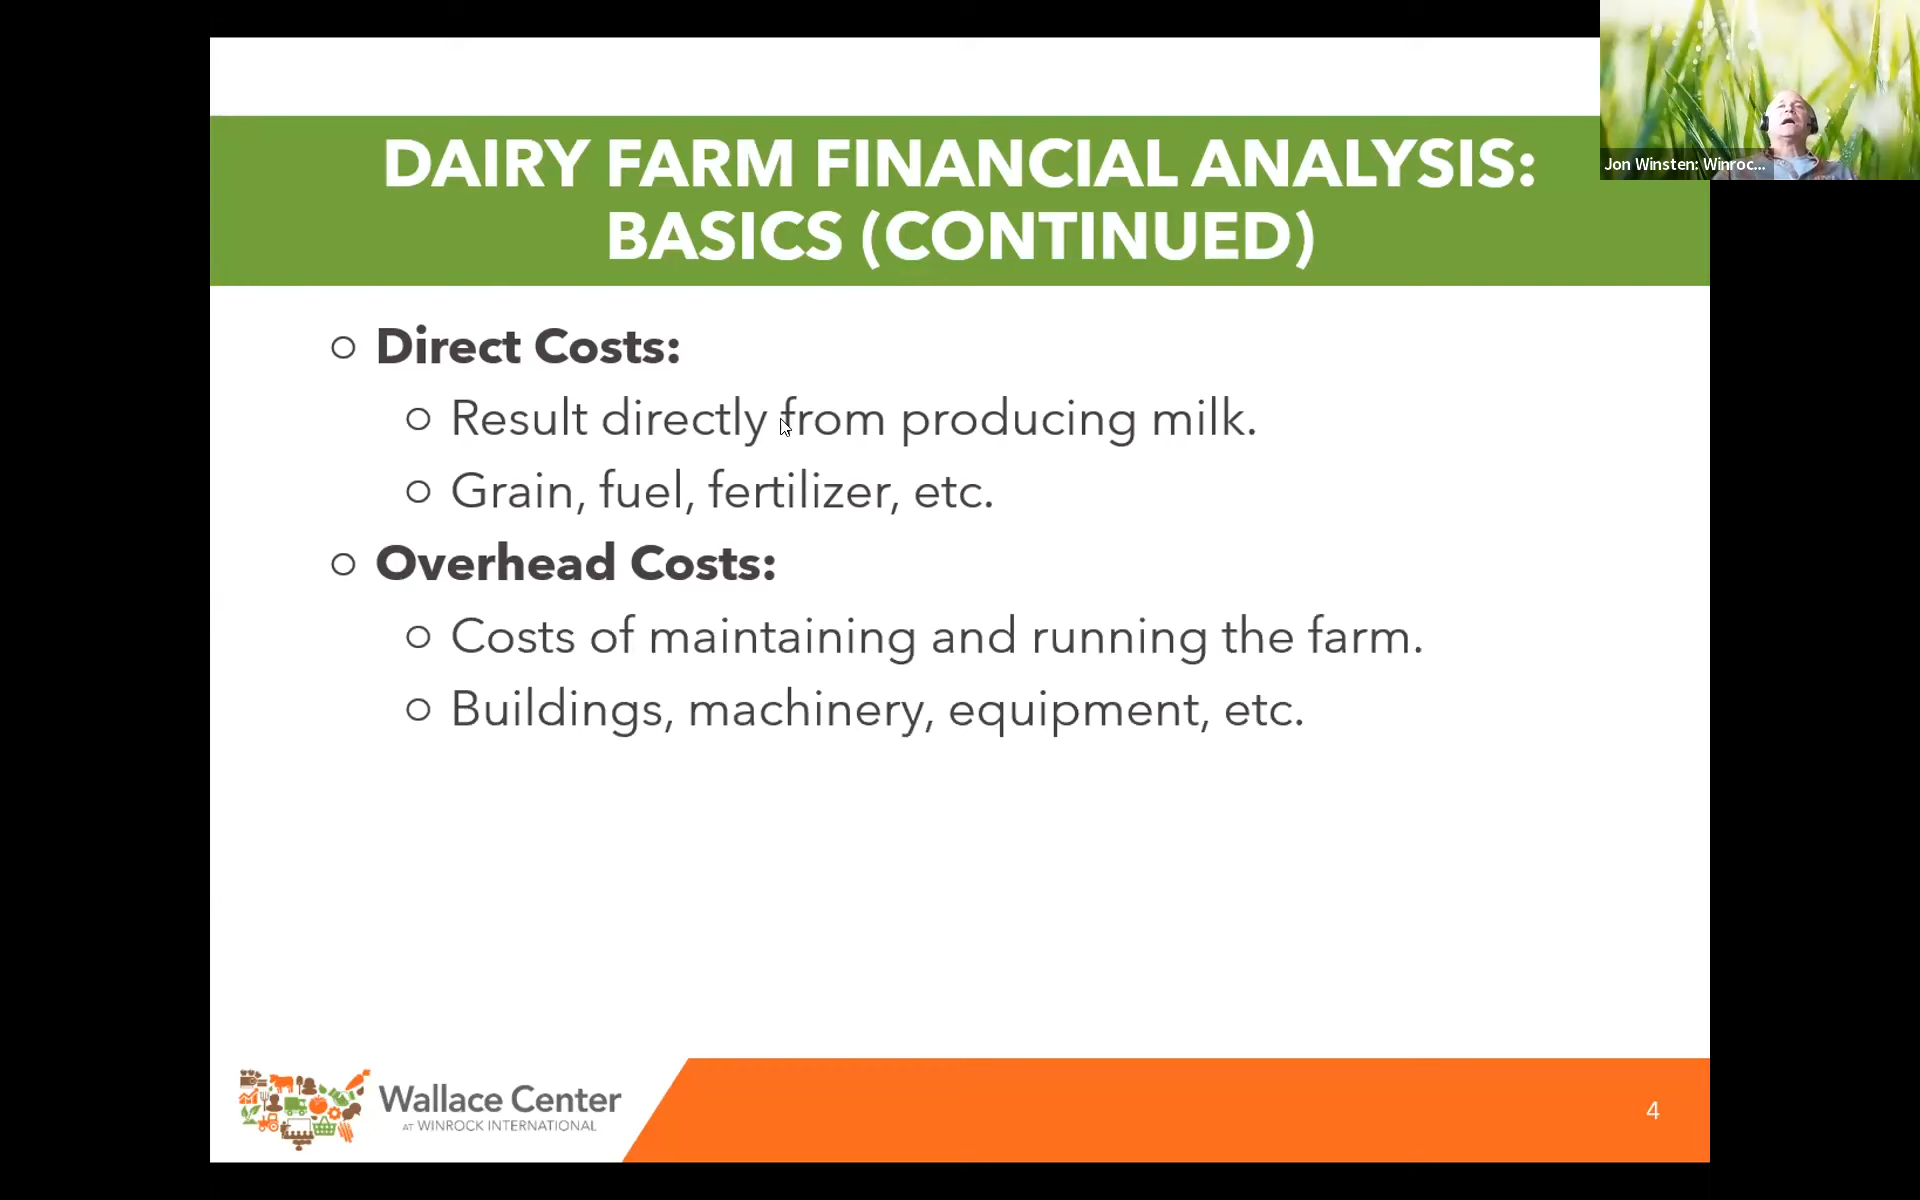 DAIRY FARM FINANCIAL ANALYSIS:
BASICS (CONTINUED)
Jon Winsten: Winroc...
Direct Costs:
Result directly from producing milk.
Grain, fuel, fertilizer, etc.
Overhead Costs:
Costs of maintaining and running the farm.
Buildings, machinery, equipment, etc.
Wallace Center
AT WINROCK INTERNATIONAL
4